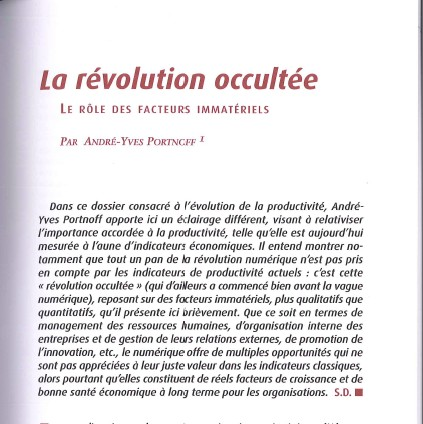 La révolution occultée
LE RÔLE DES FACTEURS IMMATÉRIELS
PAR ANDRÉ-YVES PORTNOFF 1
Dans ce dossier consacré à l'évolution de la productivité, André-
Yves Portnoff apporte ici un éclairage différent, visant à relativiser
l'importance accordée à la productivité, telle qu'elle est aujourd'hui
mesurée à l'aune d'indicateurs économiques. Il entend montrer no-
tamment que tout un pan de la révolution numérique n'est pas pris
en compte par les indicateurs de productivité actuels : c'est cette
« révolution occultée » (qui d'ailleurs a commencé bien avant la vague
numérique), reposant sur des facteurs immatériels, plus qualitatifs que
quantitatifs, qu'il présente ici brièvement. Que ce soit en termes de
management des ressources humaines, d'organisation interne des
entreprises et de gestion de leurs relations externes, de promotion de
l'innovation, etc., le numérique offre de multiples opportunités qui ne
sont pas appréciées à leur juste valeur dans les indicateurs classiques,
alors pourtant qu'elles constituent de réels facteurs de croissance et de
bonne santé économique à long terme pour les organisations. S.D. ■